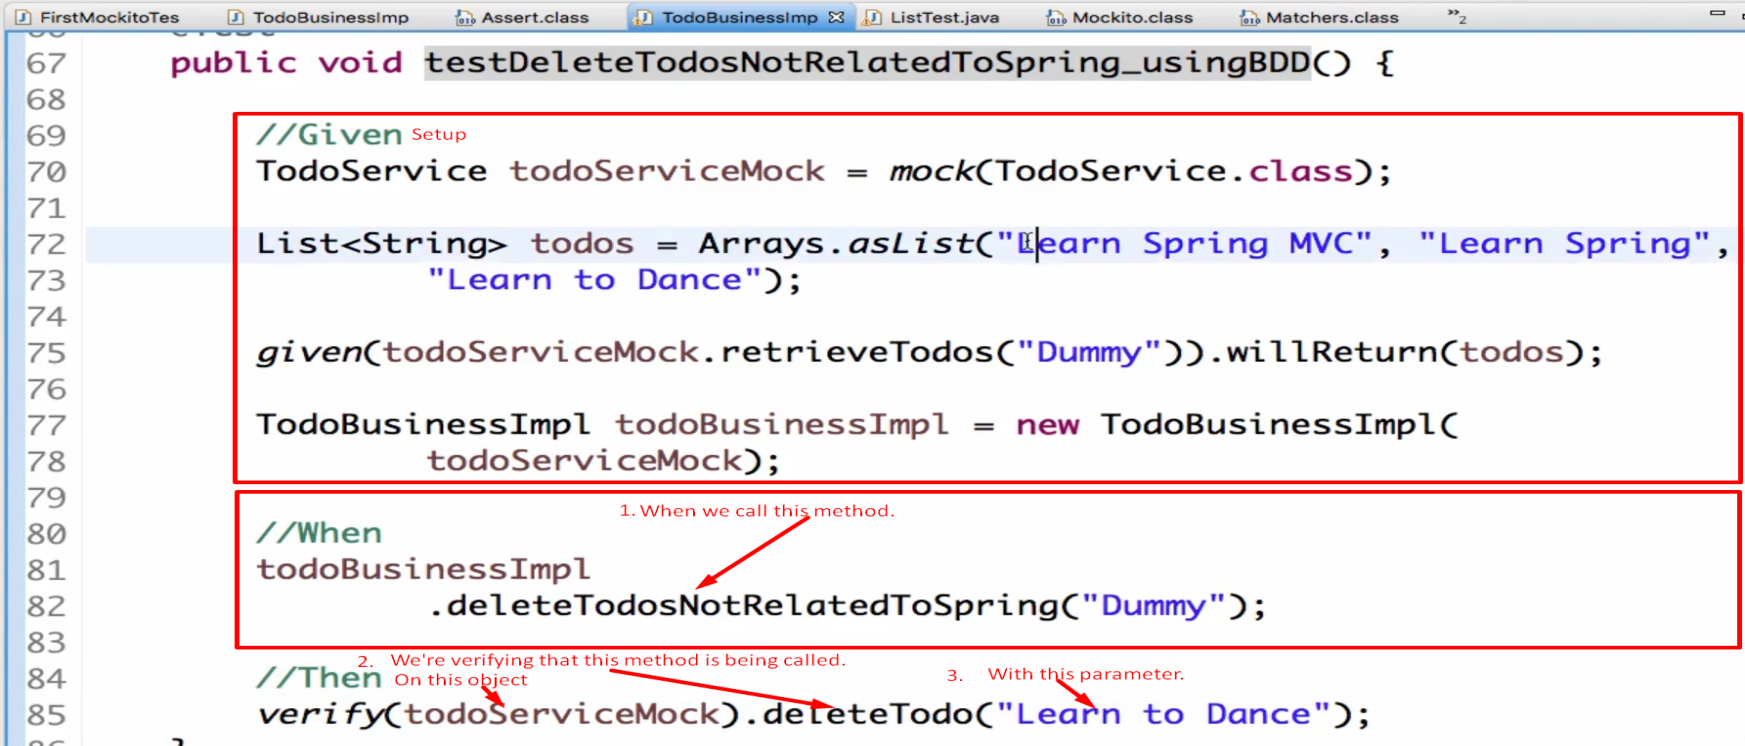 FirstMockitoTes TodoBusinessImp Assert.class TodoBusinessImp ListTest.java Mockito.class Matchers.class »2
67 public void testDeleteTodosNotRelatedToSpring_usingBDD() {
68
69 //Given Setup
70 TodoService todoServiceMock = mock(TodoService.class);
71
72 List<String> todos = Arrays.asList("Learn Spring MVC", "Learn Spring",
73 "Learn to Dance");
74
75 given(todoServiceMock.retrieveTodos("Dummy")).willReturn(todos);
76
77 TodoBusinessImpl todoBusinessImpl = new TodoBusinessImpl(
78 todoServiceMock);
79
1. When we call this method.
80 //When
81 todoBusinessImpl
82 .deleteTodosNotRelatedToSpring("Dummy");
83
2. We're verifying that this method is being called.
84 //Then On this object 3. With this parameter.
85 verify(todoServiceMock).deleteTodo("Learn to Dance");